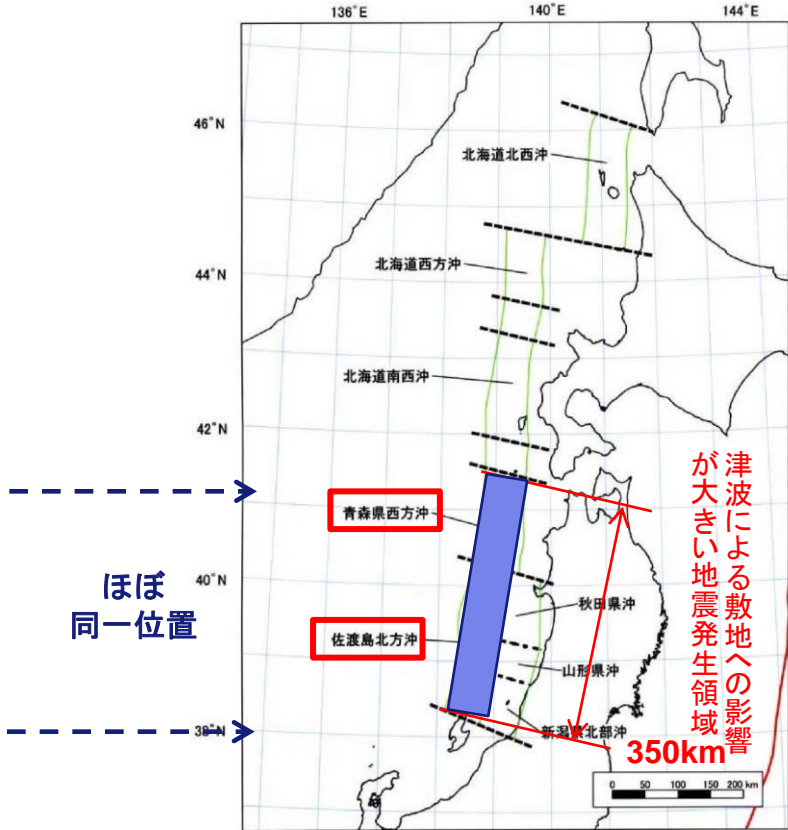 136°E
140°E
144°E
46°N
北海道北西沖
北海道西方沖
44°N
北海道南西沖
42°N
津波による敷地への影響
が大きい地震発生領域
青森県西方沖
40°N
ほぼ
同一位置
秋田県沖
佐渡島北方沖
山形県沖
38°N
新潟県北部沖
350km
0 50 100 150 200 km